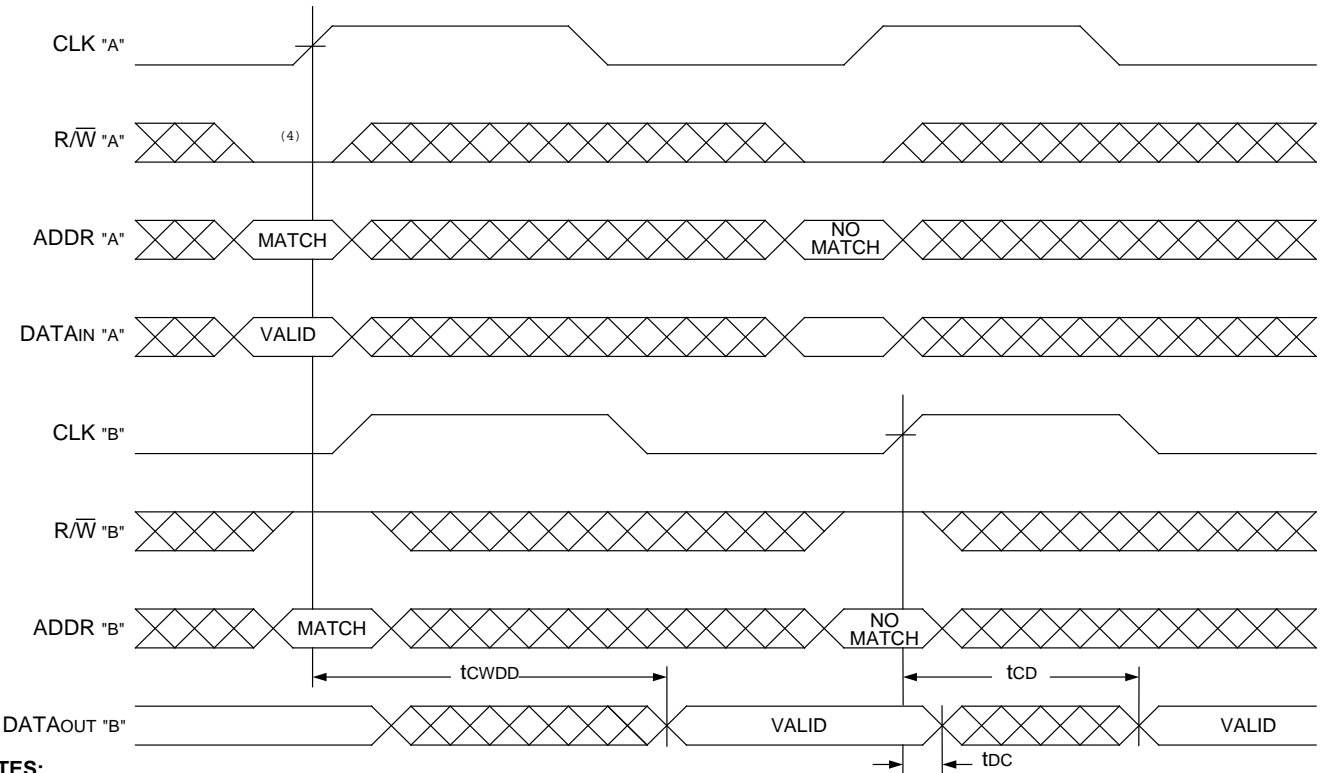 CLK "A"
R/W̅ "A"
(4)
ADDR "A"
MATCH
NO
MATCH
DATAIN "A"
VALID
CLK "B"
R/W̅ "B"
ADDR "B"
MATCH
NO
MATCH
tCWDD
tCD
DATAOUT "B"
VALID
VALID
tDC